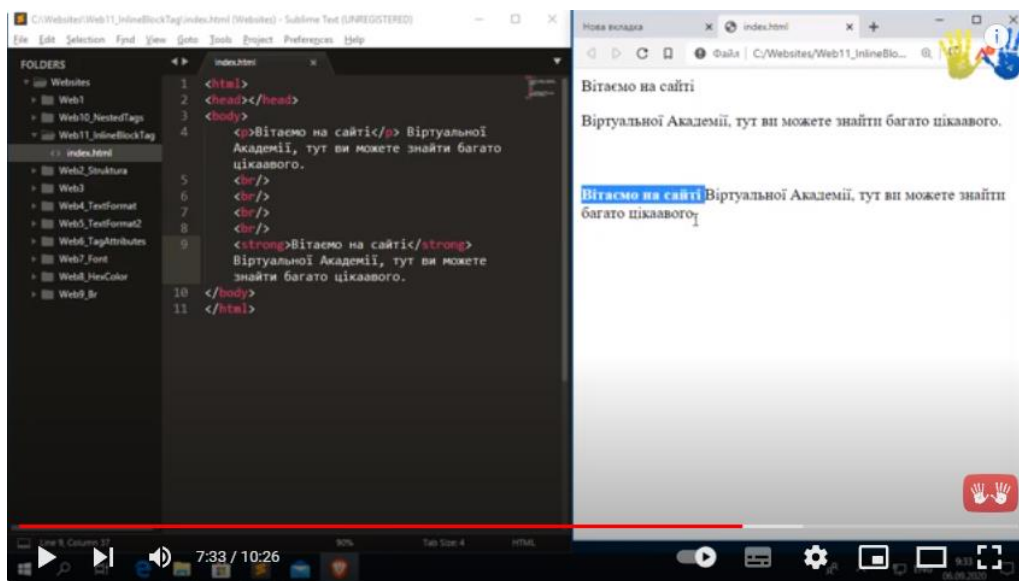 C:\Websites\Web11_InlineBlockTag\index.html (Websites) - Sublime Text (UNREGISTERED)
File Edit Selection Find View Goto Tools Project Preferences Help
FOLDERS
Websites
Web1
Web10_NestedTags
Web11_InlineBlockTag
index.html
Web2_Struktura
Web3
Web4_TextFormat
Web5_TextFormat2
Web6_TagAttributes
Web7_Font
Web8_HexColor
Web9_Br
index.html
1 <html>
2 <head></head>
3 <body>
4 <p>Вітаємо на сайті</p> Віртуальної
Академії, тут ви можете знайти багато
цікаавого.
5 <br/>
6 <br/>
7 <br/>
8 <br/>
9 <strong>Вітаємо на сайті</strong>
Віртуальної Академії, тут ви можете
знайти багато цікаавого.
10 </body>
11 </html>
Line 9, Column 37 90% Tab Size: 4 HTML
Нова вкладка index.html
Файл C:/Websites/Web11_InlineBlo...
Вітаємо на сайті
Віртуальної Академії, тут ви можете знайти багато цікаавого.
Вітаємо на сайті Віртуальної Академії, тут ви можете знайти
багато цікаавого.
7:33 / 10:26
9:33
06.08.2020